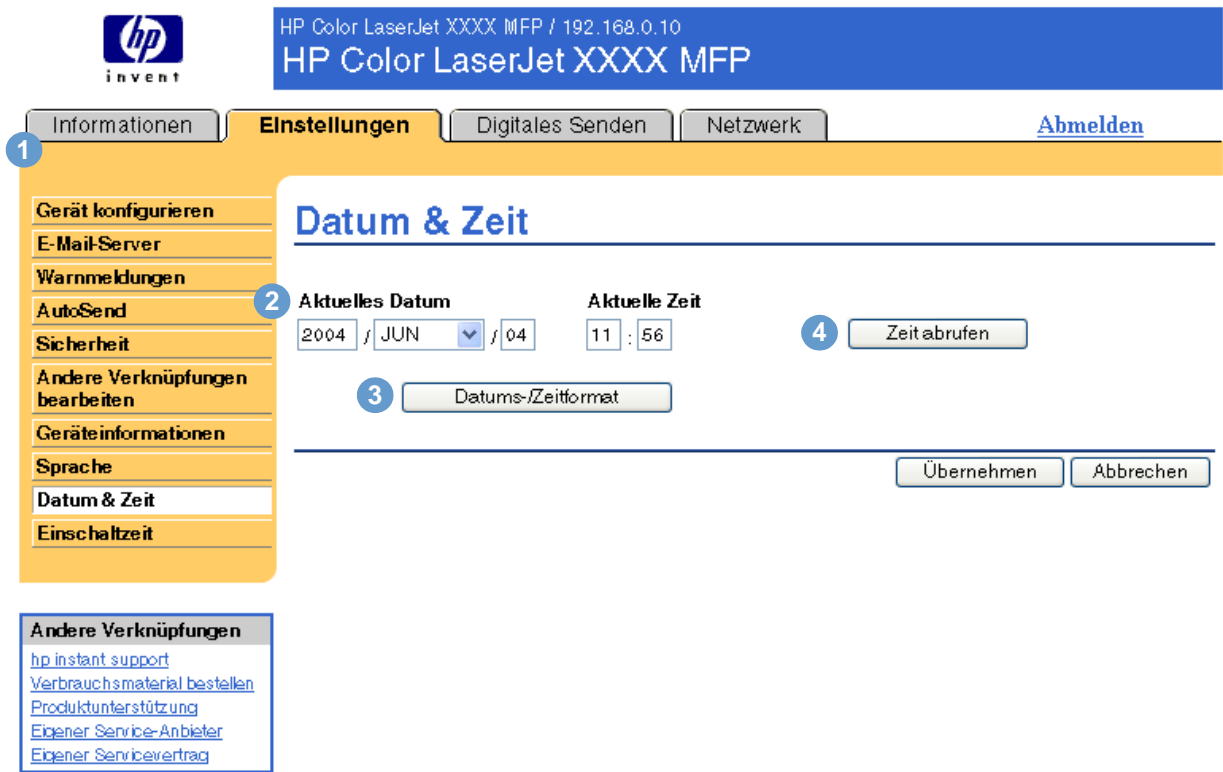 hp
invent
HP Color LaserJet XXXX MFP / 192.168.0.10
HP Color LaserJet XXXX MFP
Informationen
EInstellungen
Digitales Senden
Netzwerk
Abmelden
1
Gerät konfigurieren
E-Mail-Server
Warnmeldungen
AutoSend
Sicherheit
Andere Verknüpfungen
bearbeiten
Geräteinformationen
Sprache
Datum & Zeit
Einschaltzeit
Datum & Zeit
2 Aktuelles Datum
Aktuelle Zeit
2004 / JUN / 04
11 : 56
4 Zeit abrufen
3 Datums-/Zeitformat
Übernehmen
Abbrechen
Andere Verknüpfungen
hp instant support
Verbrauchsmaterial bestellen
Produktunterstützung
Eigener Service-Anbieter
Eigener Servicevertrag